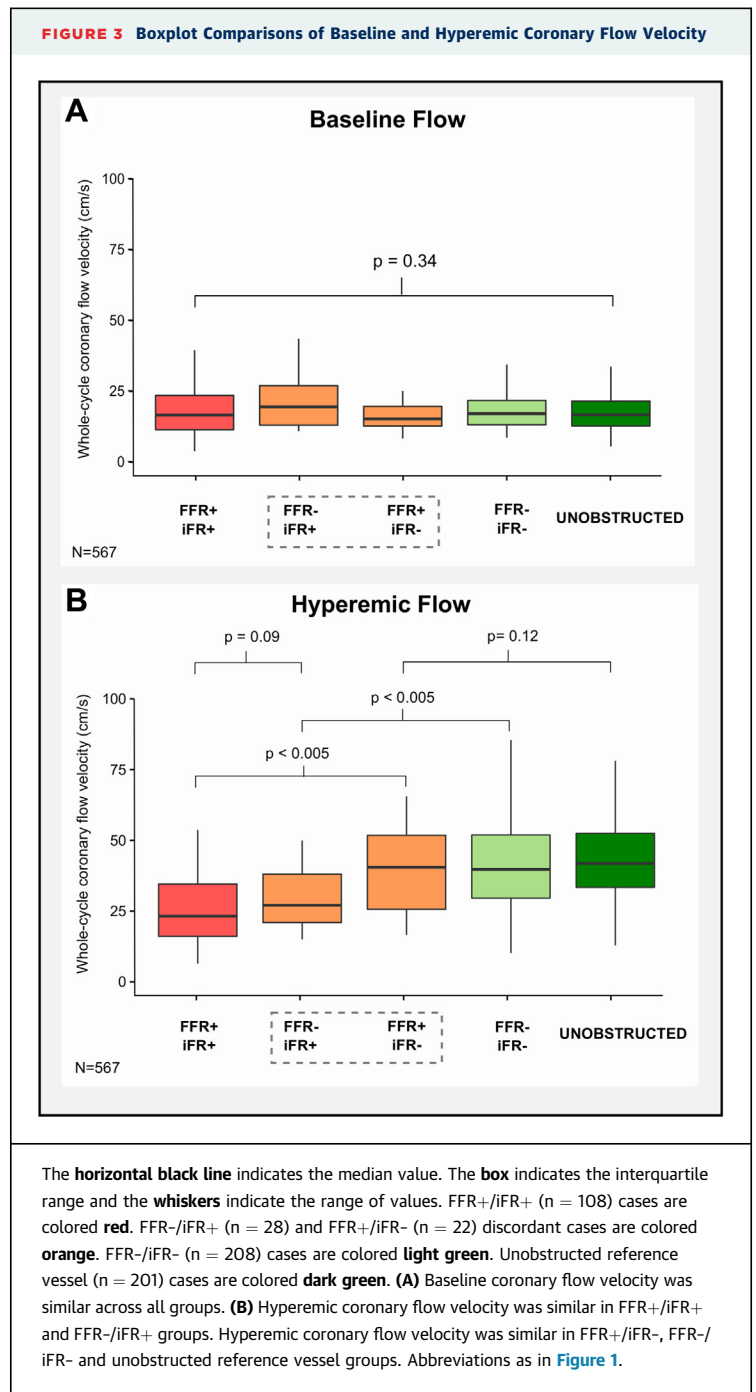 FIGURE 3 Boxplot Comparisons of Baseline and Hyperemic Coronary Flow Velocity
A
Baseline Flow
Whole-cycle coronary flow velocity (cm/s)
100
75
50
25
0
p = 0.34
FFR+ FFR- FFR+ FFR- UNOBSTRUCTED
iFR+ iFR+ iFR- iFR-
N=567
B
Hyperemic Flow
p = 0.09 p= 0.12
Whole-cycle coronary flow velocity (cm/s)
100
75
50
25
0
p < 0.005
p < 0.005
FFR+ FFR- FFR+ FFR- UNOBSTRUCTED
iFR+ iFR+ iFR- iFR-
N=567
The horizontal black line indicates the median value. The box indicates the interquartile
range and the whiskers indicate the range of values. FFR+/iFR+ (n = 108) cases are
colored red. FFR-/iFR+ (n = 28) and FFR+/iFR- (n = 22) discordant cases are colored
orange. FFR-/iFR- (n = 208) cases are colored light green. Unobstructed reference
vessel (n = 201) cases are colored dark green. (A) Baseline coronary flow velocity was
similar across all groups. (B) Hyperemic coronary flow velocity was similar in FFR+/iFR+
and FFR-/iFR+ groups. Hyperemic coronary flow velocity was similar in FFR+/iFR-, FFR-/
iFR- and unobstructed reference vessel groups. Abbreviations as in Figure 1.